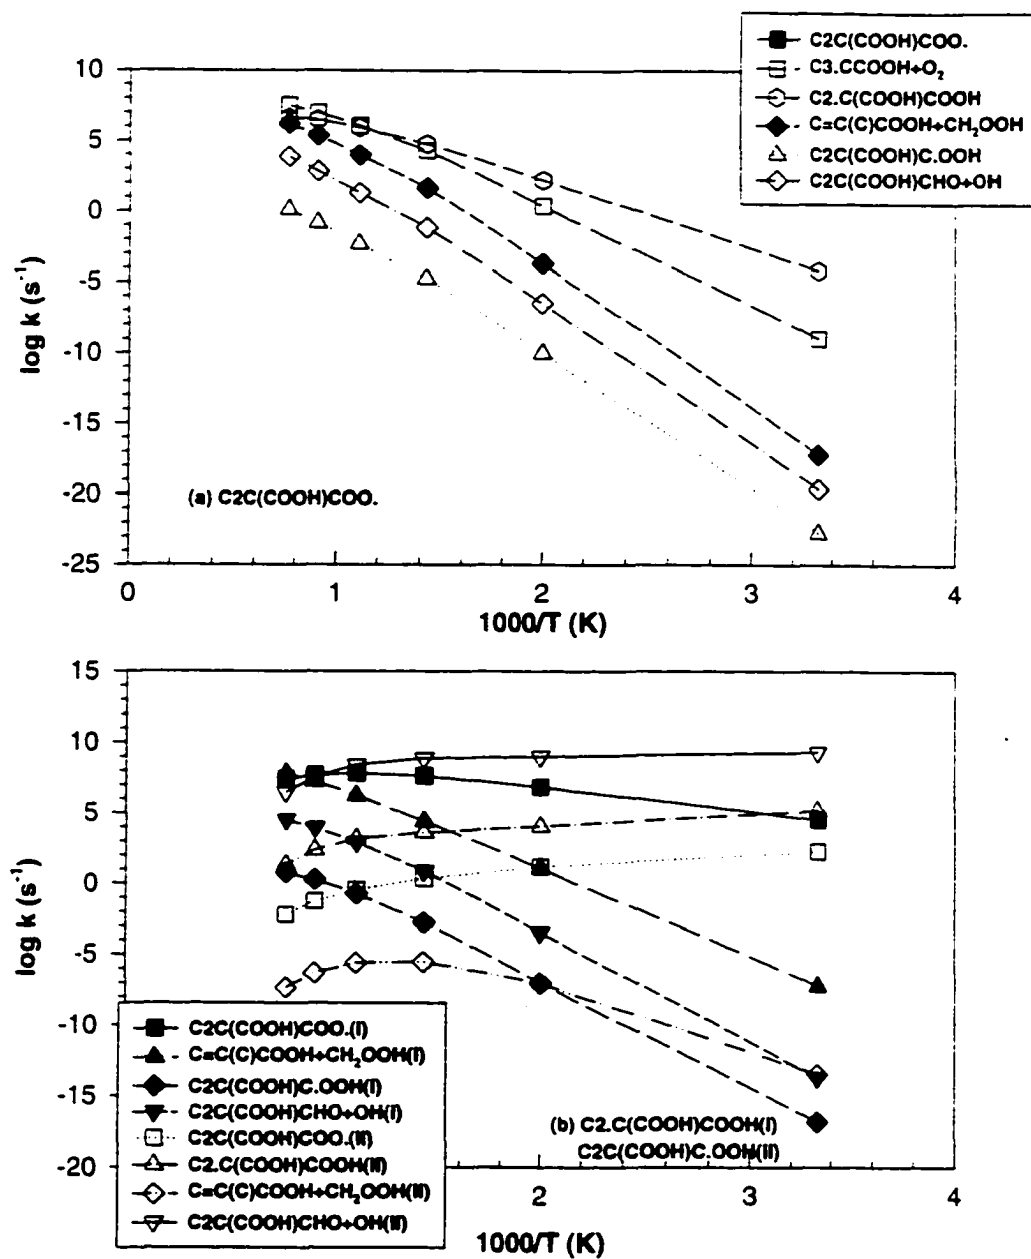 C2C(COOH)COO.
C3.CCOOH+O2
C2.C(COOH)COOH
C=C(C)COOH+CH2OOH
C2C(COOH)C.OOH
C2C(COOH)CHO+OH
10
5
0
-5
-10
-15
-20
-25
log k (s-1)
(a) C2C(COOH)COO.
0
1
2
3
4
1000/T (K)
15
10
5
0
-5
-10
-15
-20
log k (s-1)
C2C(COOH)COO.(I)
C=C(C)COOH+CH2OOH(I)
C2C(COOH)C.OOH(I)
C2C(COOH)CHO+OH(I)
C2C(COOH)COO.(II)
C2.C(COOH)COOH(II)
C=C(C)COOH+CH2OOH(II)
C2C(COOH)CHO+OH(II)
(b) C2.C(COOH)COOH(I)
C2C(COOH)C.OOH(II)
2
3
4
1000/T (K)